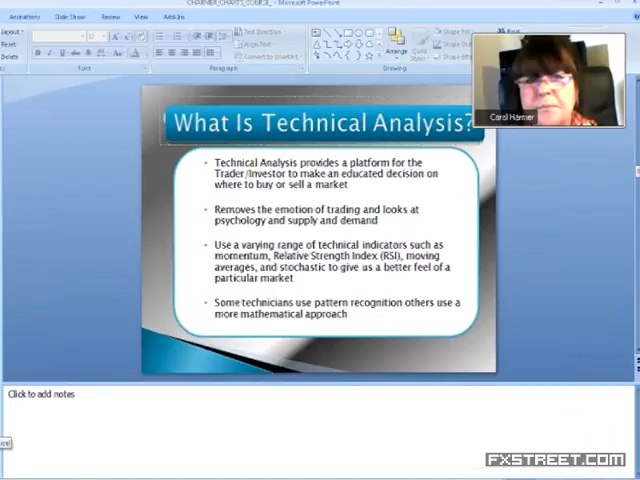 CHARMER_CHARTS_COURSE_ - Microsoft PowerPoint
Animations Slide Show Review View Add-Ins
Layout
Reset
Delete
Text Direction
Align Text
Convert to SmartArt
Arrange
Quick
Styles
Shape
Shape
Shape Eff
Font Paragraph Drawing
Carol Harmer
What Is Technical Analysis?
• Technical Analysis provides a platform for the
Trader/Investor to make an educated decision on
where to buy or sell a market
• Removes the emotion of trading and looks at
psychology and supply and demand
• Use a varying range of technical indicators such as
momentum, Relative Strength Index (RSI), moving
averages, and stochastic to give us a better feel of a
particular market
• Some technicians use pattern recognition others use a
more mathematical approach
Click to add notes
FXSTREET.COM